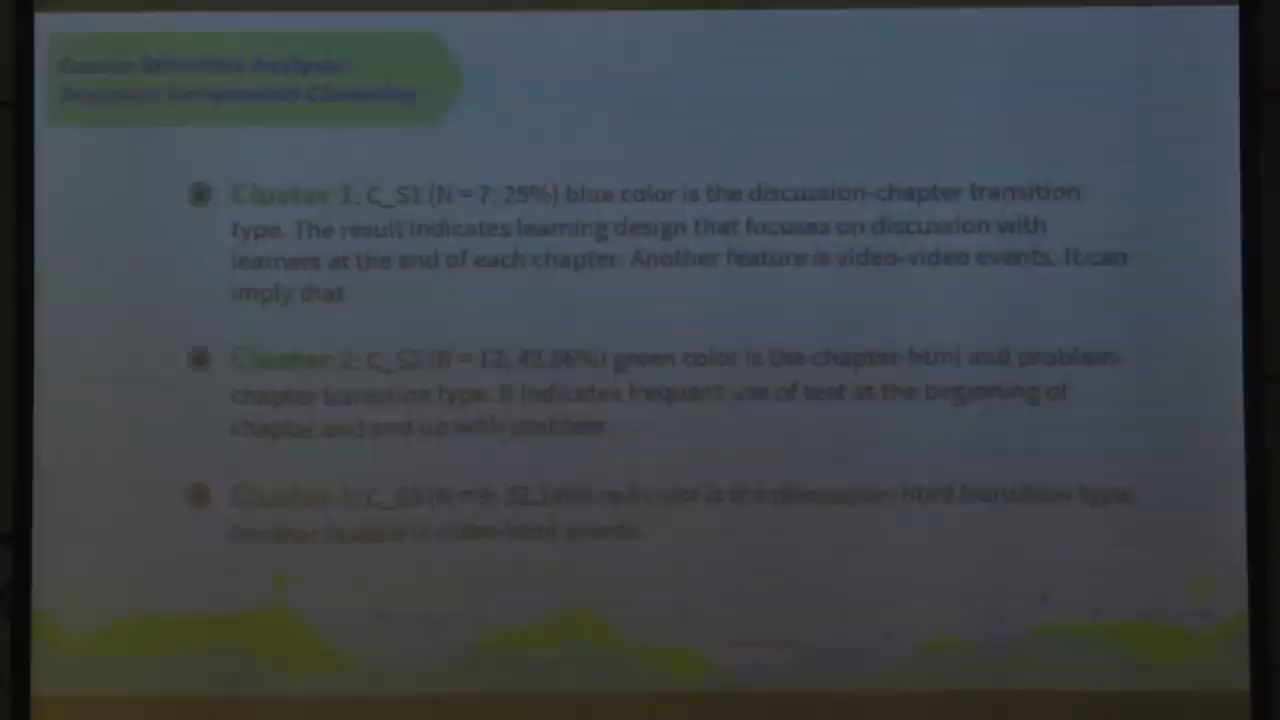 Sequence Components Clustering
Cluster 1: C_S1 (N = 7; 25%) blue color is the discussion-chapter transition
type. The result indicates learning design that focuses on discussion with
learners at the end of each chapter. Another feature is video-video events. It can
imply that
Cluster 2: C_S2 (N = 12; 42.86%) green color is the chapter-html and problem-
chapter transition type. It indicates frequent use of text at the beginning of
chapter and end up with problem
Cluster 3: C_S3 (N = 9; 32.14%) red color is the discussion-html transition type.
Another feature is video-html events.